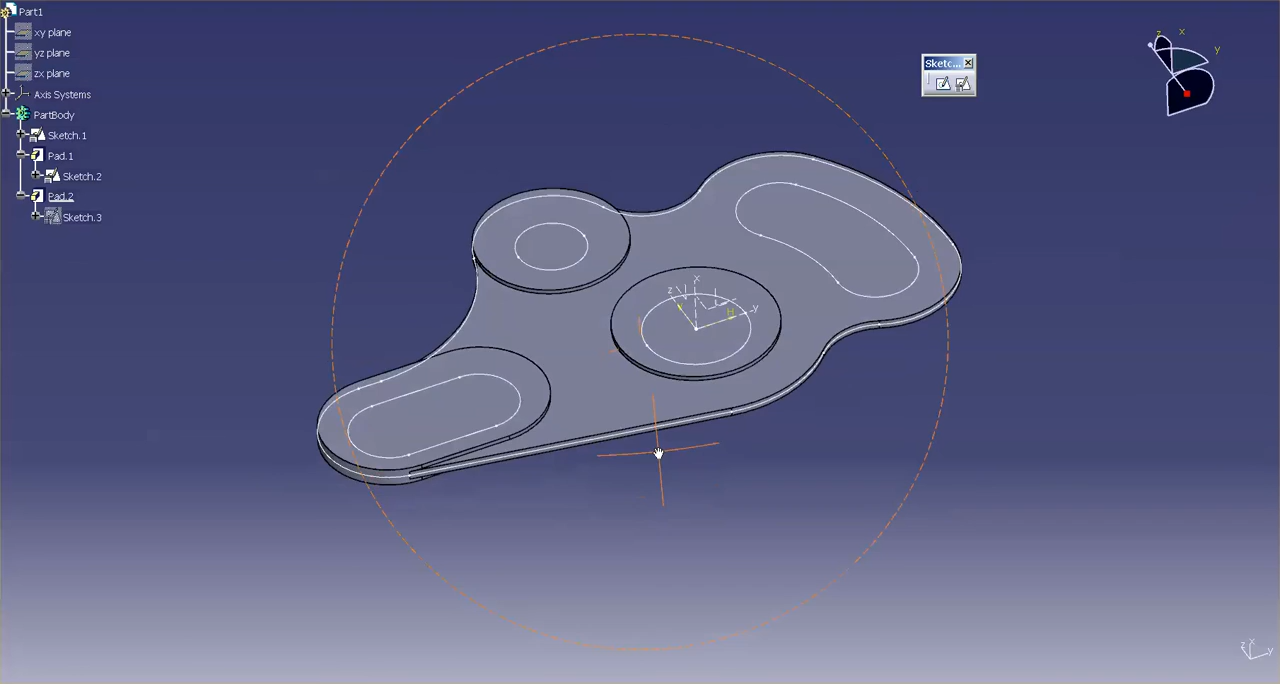 Part1
xy plane
yz plane
zx plane
Axis Systems
PartBody
Sketch.1
Pad.1
Sketch.2
Pad.2
Sketch.3
Sketc...
z
x
y
x
z
y
H
z
x
y